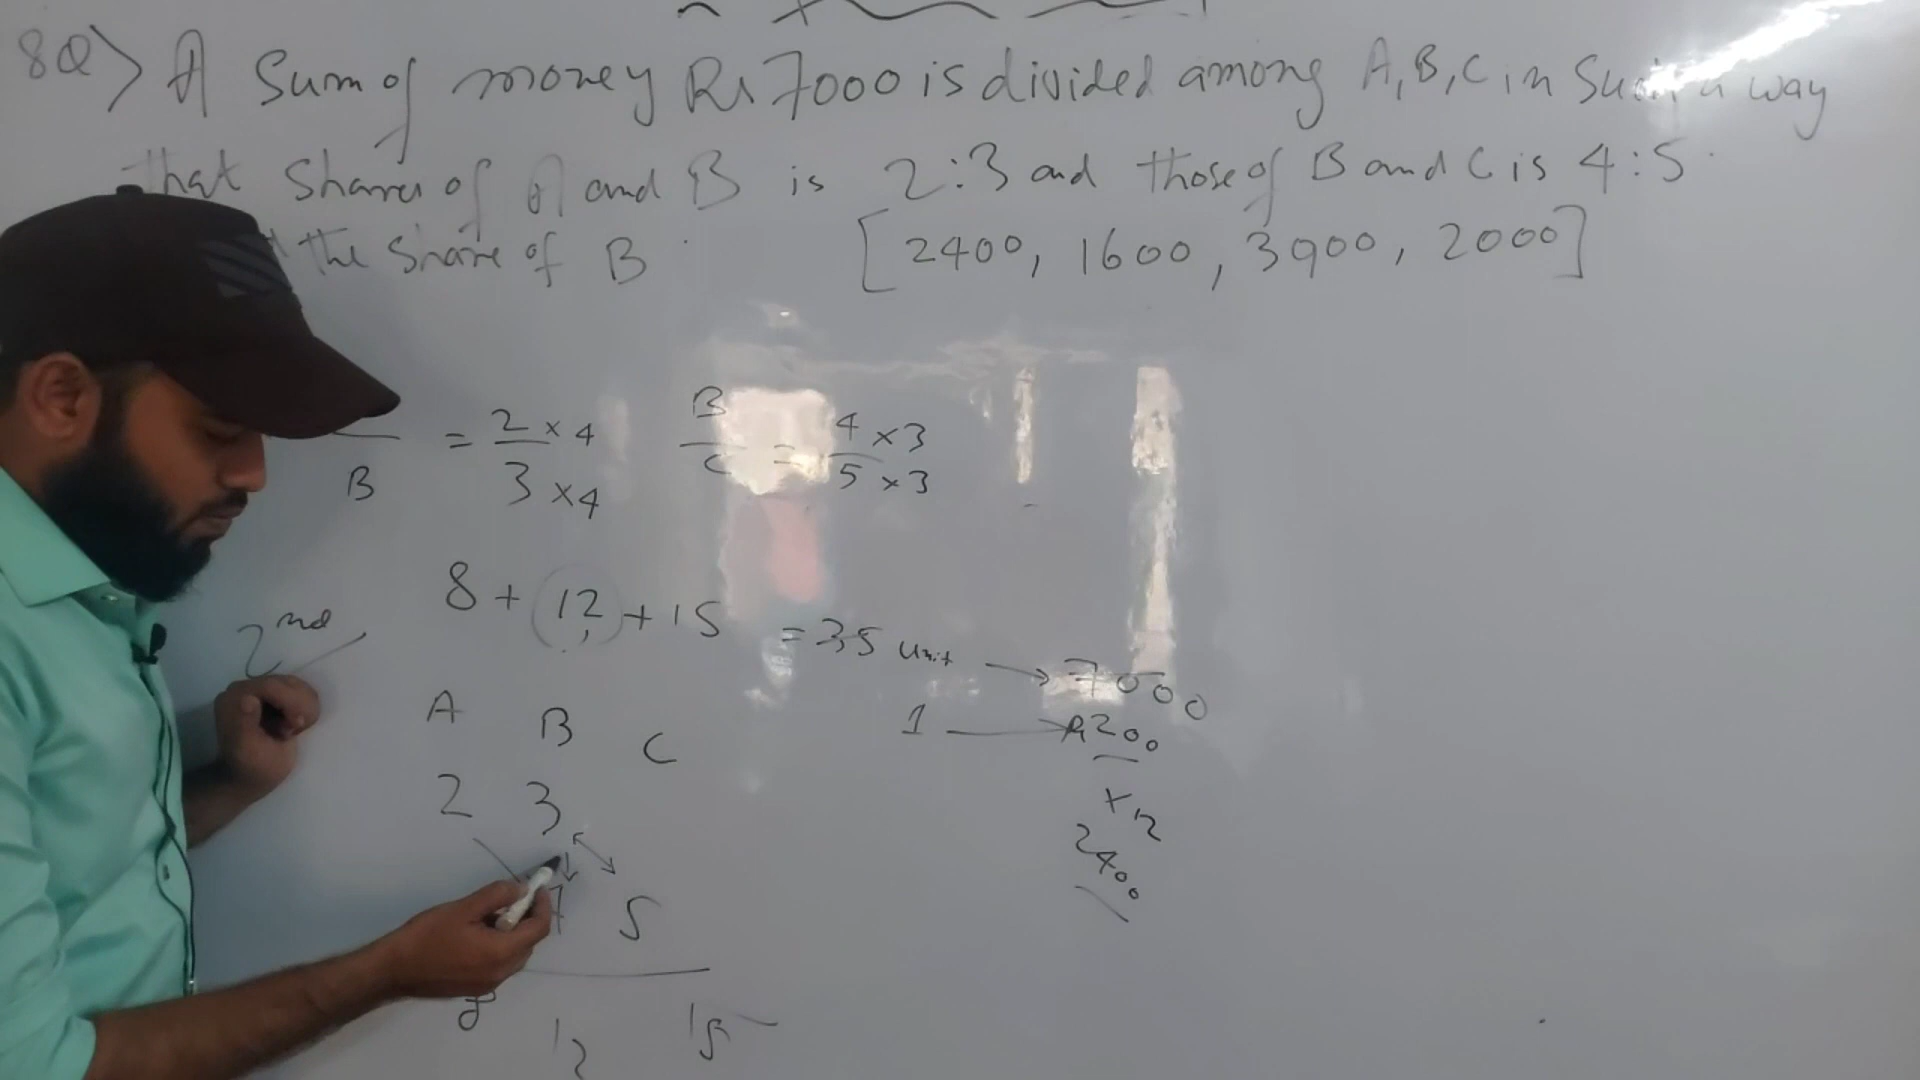 8Q> A Sum of money Rs 7000 is divided among A, B, C, in such a way
that shares of A and B is 2:3 and those of B and C is 4:5.
the share of B. [2400, 1600, 3900, 2000]
B = 2 × 4 / 3 × 4 B / C = 4 × 3 / 5 × 3
8 + 12 + 15 = 35 unit → 7000
2nd
A B C 1 → 200
2 3 × 12
2400
5
8 12 15